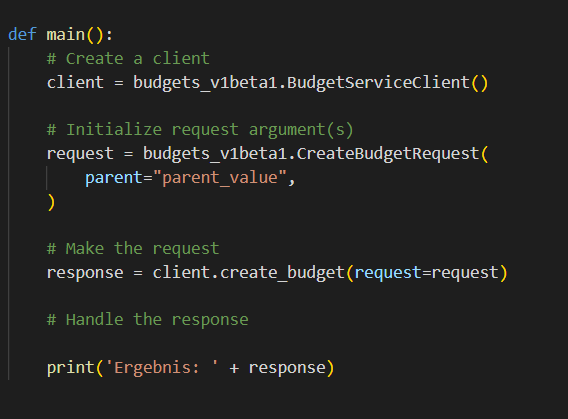 def main():
# Create a client
client = budgets_v1beta1.BudgetServiceClient()
# Initialize request argument(s)
request = budgets_v1beta1.CreateBudgetRequest(
parent="parent_value",
)
# Make the request
response = client.create_budget(request=request)
# Handle the response
print('Ergebnis: ' + response)